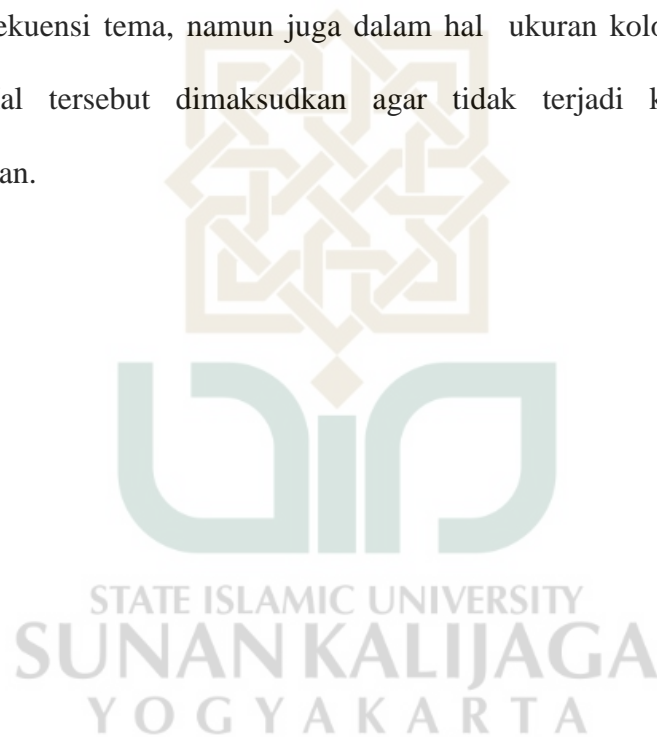 ekuensi tema, namun juga dalam hal ukuran kolo
al tersebut dimaksudkan agar tidak terjadi k
an.
STATE ISLAMIC UNIVERSITY
SUNAN KALIJAGA
YOGYAKARTA